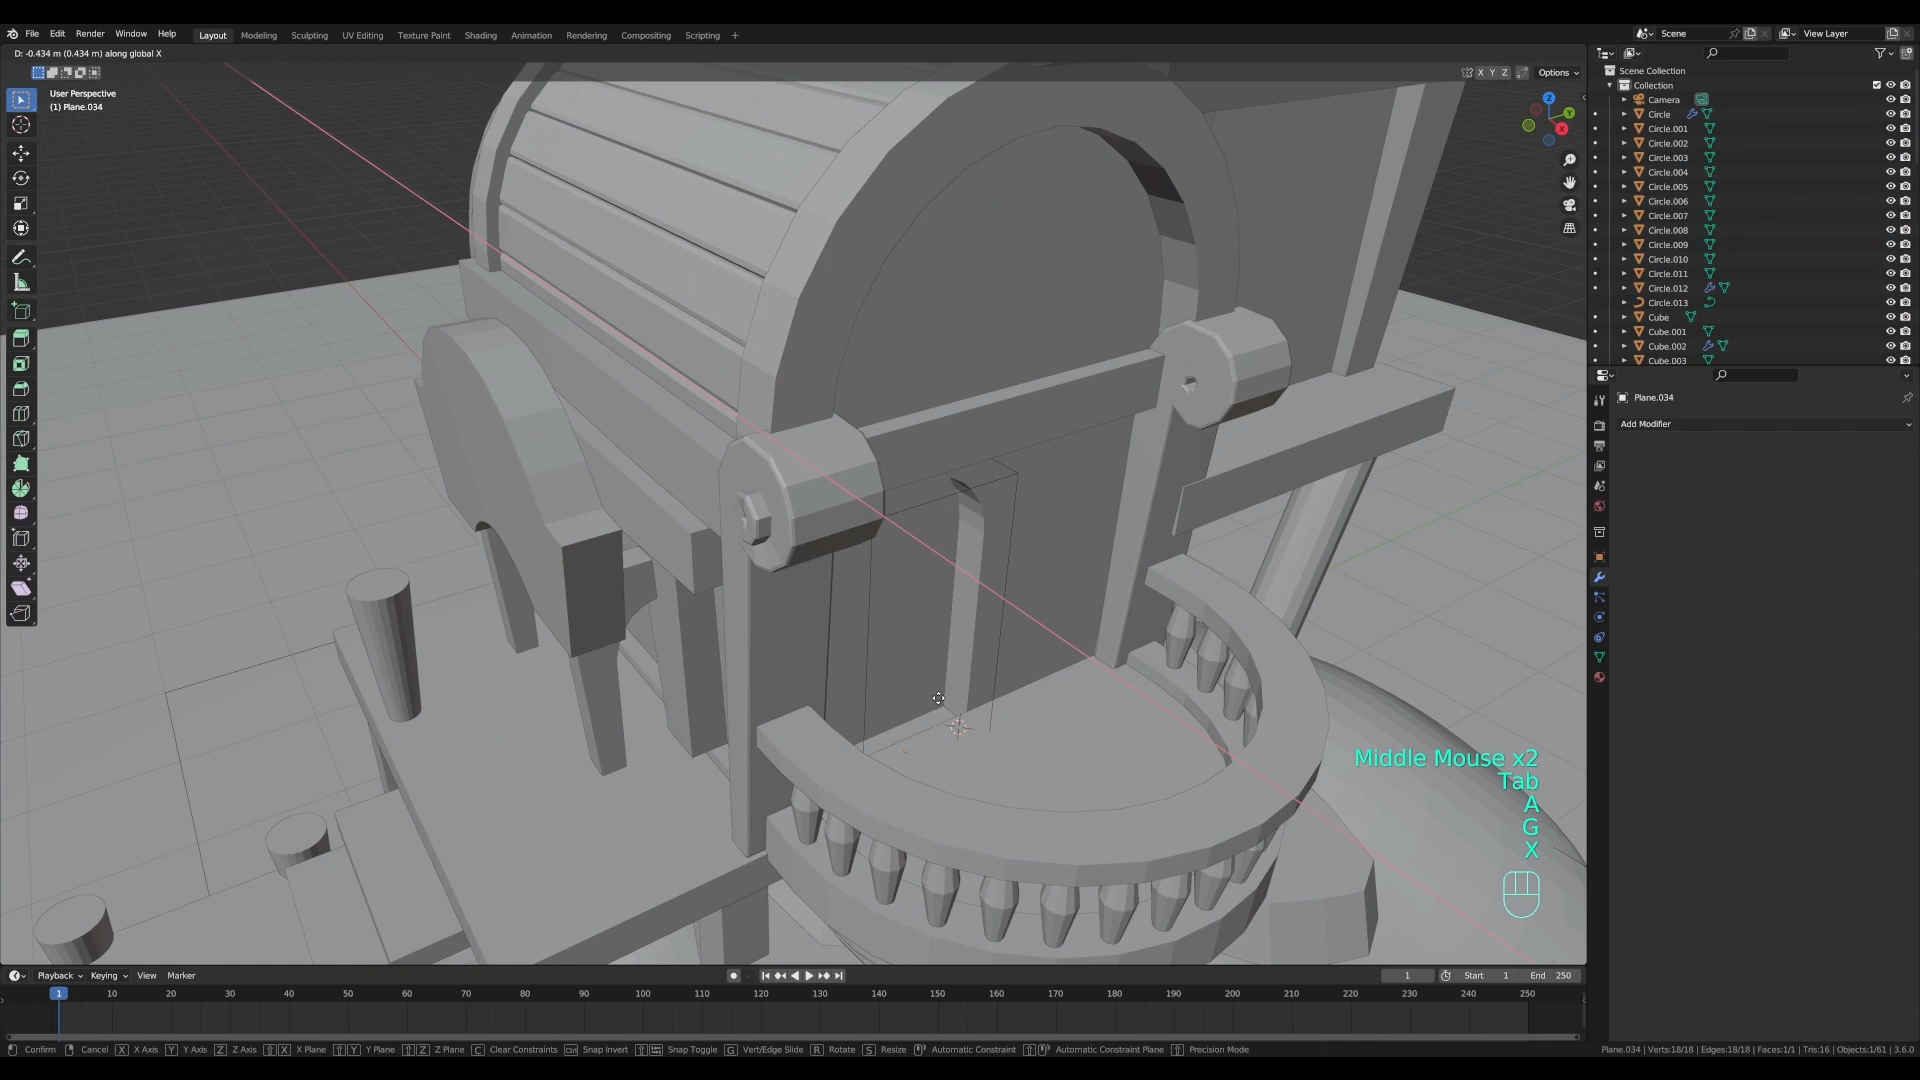 File Edit Render Window Help Layout Modeling Sculpting UV Editing Texture Paint Shading Animation Rendering Compositing Scripting + Scene View Layer
D: -0.434 m (0.434 m) along global X
X Y Z Options
User Perspective
(1) Plane.034
Z
Y
X
Scene Collection
Collection
Camera
Circle
Circle.001
Circle.002
Circle.003
Circle.004
Circle.005
Circle.006
Circle.007
Circle.008
Circle.009
Circle.010
Circle.011
Circle.012
Circle.013
Cube
Cube.001
Cube.002
Cube.003
Plane.034
Add Modifier
Middle Mouse x2
Tab
A
G
X
Playback Keying View Marker 1 Start 1 End 250
1 10 20 30 40 50 60 70 80 90 100 110 120 130 140 150 160 170 180 190 200 210 220 230 240 250
Confirm Cancel X X Axis Y Y Axis Z Z Axis X X Plane Y Y Plane Z Z Plane C Clear Constraints Ctrl Snap Invert Snap Toggle G Vert/Edge Slide R Rotate S Resize Automatic Constraint Automatic Constraint Plane Precision Mode Plane.034 | Verts:18/18 | Edges:18/18 | Faces:1/1 | Tris:16 | Objects:1/61 | 3.6.0